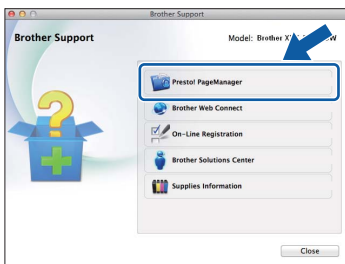 Brother Support
Brother Support
Model: Brother
Presto! PageManager
Brother Web Connect
On-Line Registration
Brother Solutions Center
Supplies Information
Close